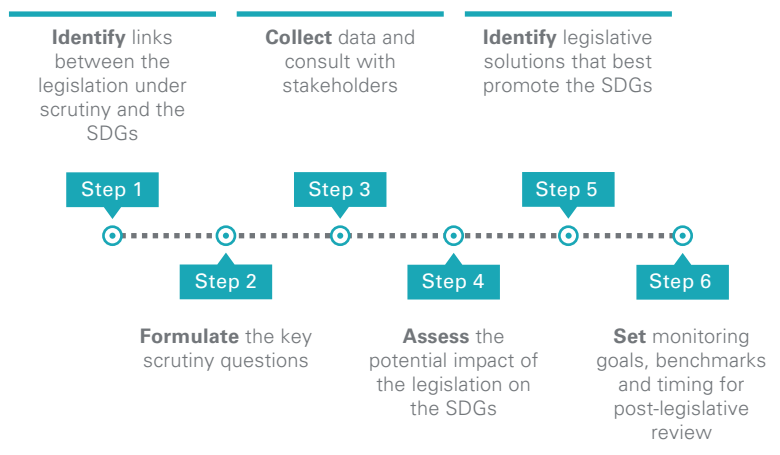 Identify links
between the
legislation under
scrutiny and the
SDGs
Collect data and
consult with
stakeholders
Identify legislative
solutions that best
promote the SDGs
Step 1
Step 3
Step 5
Step 2
Step 4
Step 6
Formulate the key
scrutiny questions
Assess the
potential impact of
the legislation on
the SDGs
Set monitoring
goals, benchmarks
and timing for
post-legislative
review